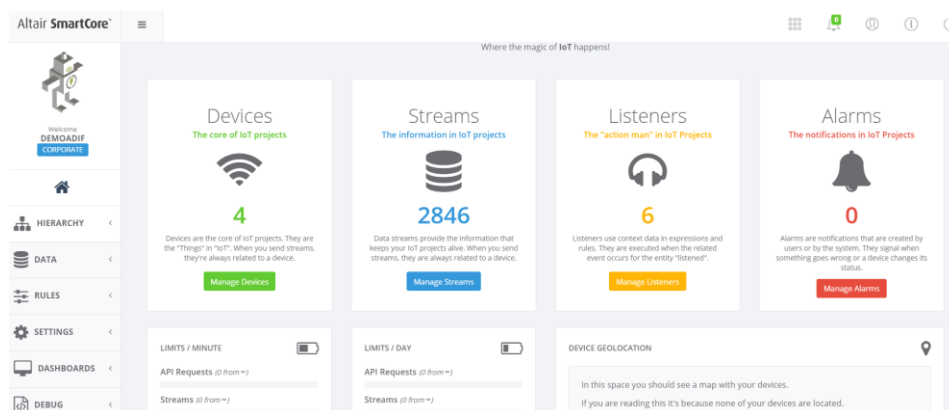 Altair SmartCore
0
Where the magic of IoT happens!
Welcome
DEMOADIF
CORPORATE
HIERARCHY
DATA
RULES
SETTINGS
DASHBOARDS
DEBUG
Devices
The core of IoT projects
4
Devices are the core of IoT projects. They are
the "Things" in "IoT". When you send streams,
they're always related to a device.
Manage Devices
Streams
The information in IoT projects
2846
Data streams provide the information that
keeps your IoT projects alive. When you send
streams, they are always related to a device.
Manage Streams
Listeners
The "action man" in IoT Projects
6
Listeners use context data in expressions and
rules. They are executed when the related
event occurs for the entity "listened".
Manage Listeners
Alarms
The notifications in IoT Projects
0
Alarms are notifications that are created by
users or by the system. They signal when
something goes wrong or a device changes its
status.
Manage Alarms
LIMITS / MINUTE
API Requests (0 from ∞)
Streams (0 from ∞)
LIMITS / DAY
API Requests (0 from ∞)
Streams (0 from ∞)
DEVICE GEOLOCATION
In this space you should see a map with your devices.
If you are reading this it's because none of your devices are located.